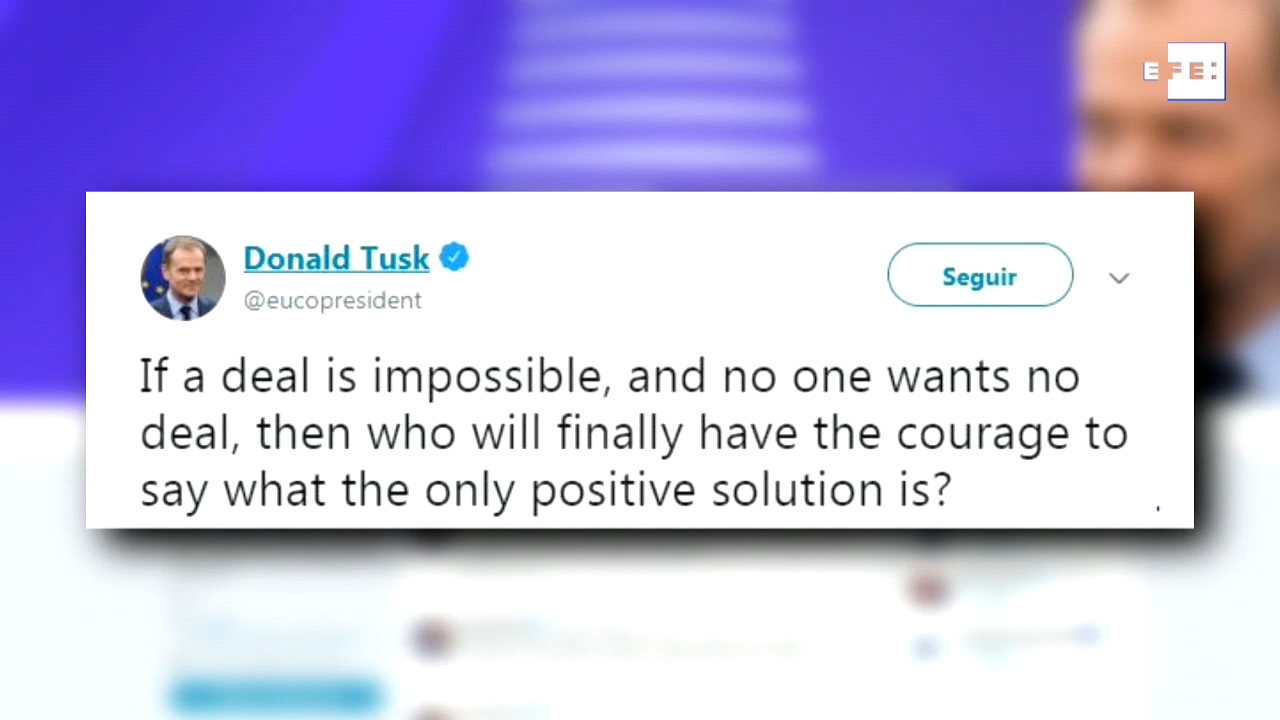 EFE:
Donald Tusk
@eucopresident
Seguir
If a deal is impossible, and no one wants no
deal, then who will finally have the courage to
say what the only positive solution is?